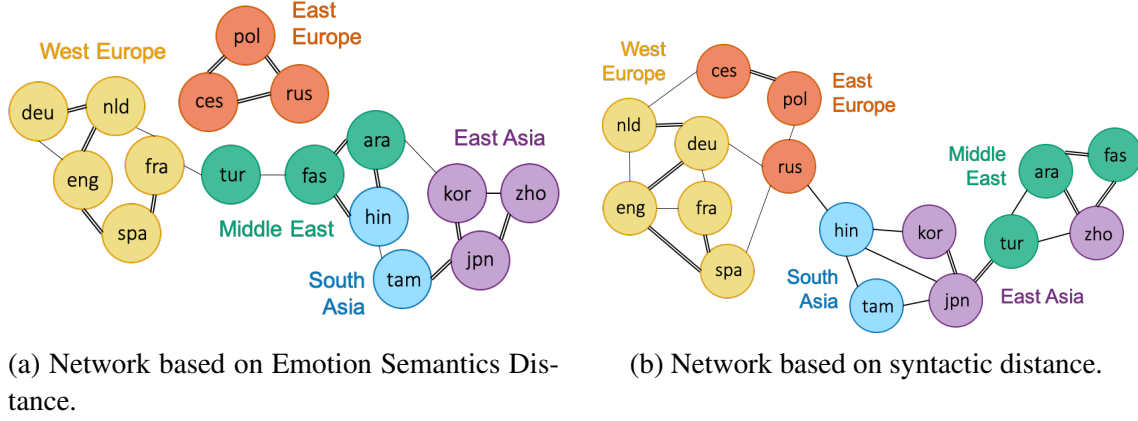 East
Europe
West Europe
pol
ces
rus
deu
nld
eng
fra
spa
tur
fas
ara
Middle East
hin
South
Asia
tam
East Asia
kor
zho
jpn
(a) Network based on Emotion Semantics Dis-
tance.
West
Europe
ces
pol
East
Europe
nld
deu
rus
eng
fra
spa
hin
kor
South
Asia
tam
jpn
East Asia
Middle
East
ara
fas
tur
zho
(b) Network based on syntactic distance.